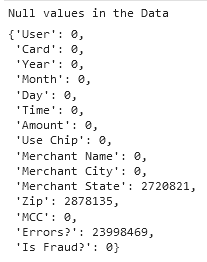 Null values in the Data
{'User': 0,
'Card': 0,
'Year': 0,
'Month': 0,
'Day': 0,
'Time': 0,
'Amount': 0,
'Use Chip': 0,
'Merchant Name': 0,
'Merchant City': 0,
'Merchant State': 2720821,
'Zip': 2878135,
'MCC': 0,
'Errors?': 23998469,
'Is Fraud?': 0}